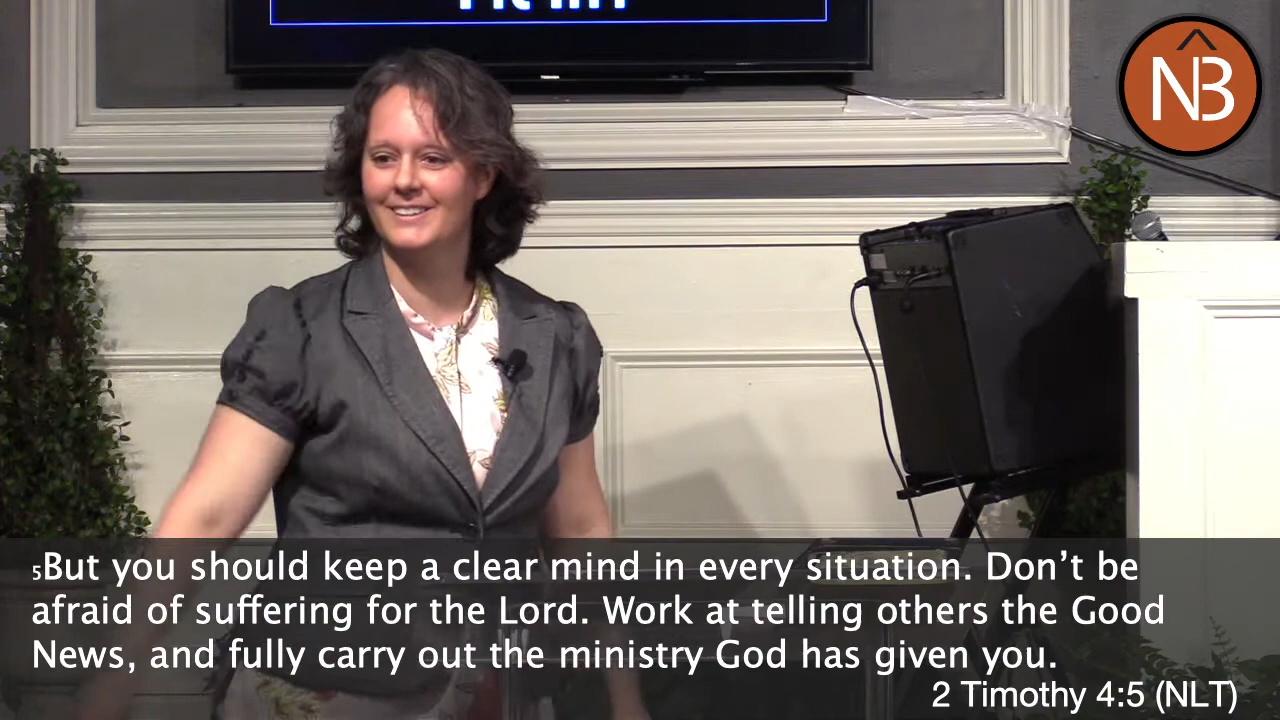 NB
5But you should keep a clear mind in every situation. Don’t be
afraid of suffering for the Lord. Work at telling others the Good
News, and fully carry out the ministry God has given you.
2 Timothy 4:5 (NLT)